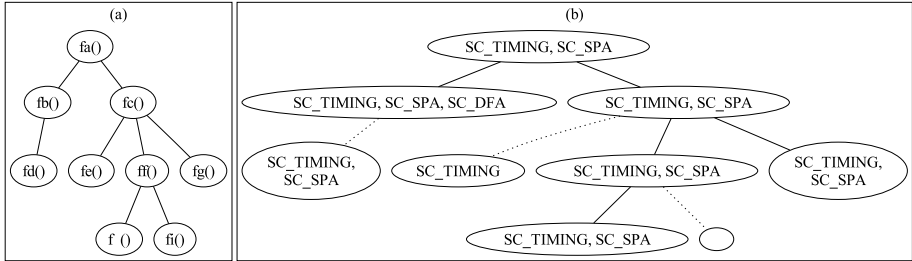 (a)
(b)
fa()
SC_TIMING, SC_SPA
fb()
fc()
SC_TIMING, SC_SPA, SC_DFA
SC_TIMING, SC_SPA
fd()
fe()
ff()
fg()
SC_TIMING,
SC_SPA
SC_TIMING
SC_TIMING, SC_SPA
SC_TIMING,
SC_SPA
f ()
fi()
SC_TIMING, SC_SPA